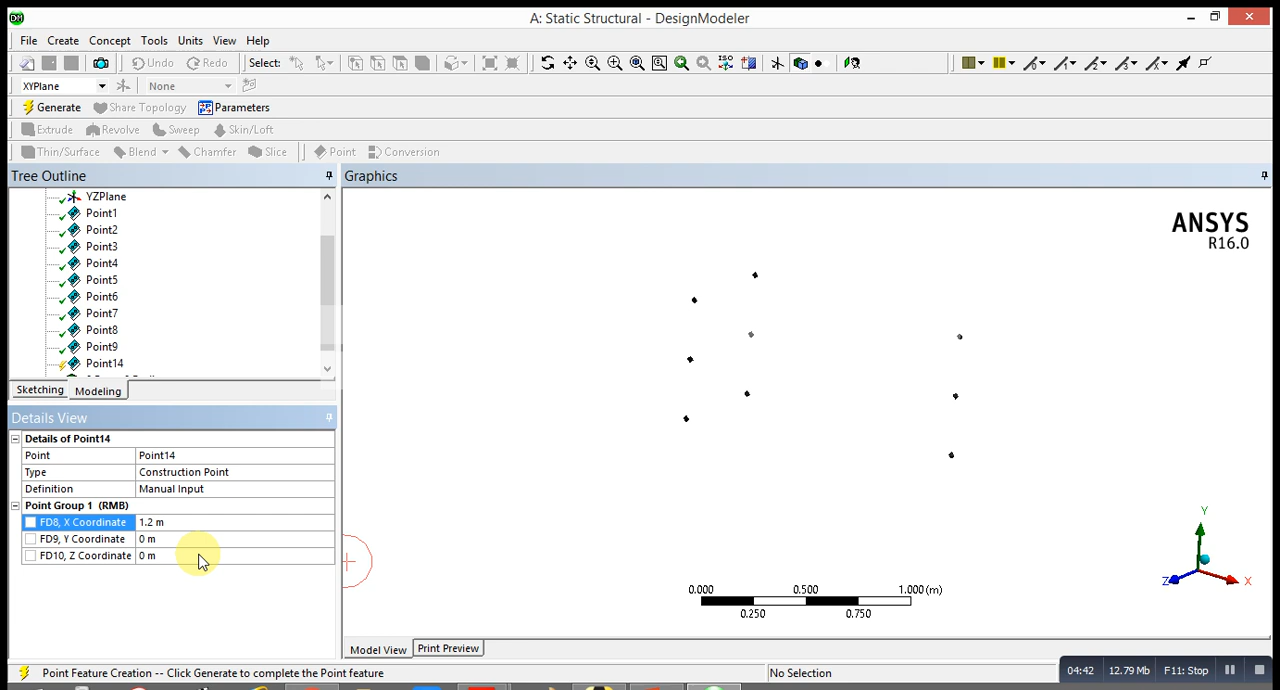 DM
A: Static Structural - DesignModeler
File Create Concept Tools Units View Help
Undo Redo Select: ISO
XYPlane None
Generate Share Topology Parameters
Extrude Revolve Sweep Skin/Loft
Thin/Surface Blend Chamfer Slice Point Conversion
Tree Outline
YZPlane
Point1
Point2
Point3
Point4
Point5
Point6
Point7
Point8
Point9
Point14
Sketching Modeling
Details View
Details of Point14
Point Point14
Type Construction Point
Definition Manual Input
Point Group 1 (RMB)
FD8, X Coordinate 1.2 m
FD9, Y Coordinate 0 m
FD10, Z Coordinate 0 m
Graphics
ANSYS
R16.0
Y
Z X
0.000 0.500 1.000 (m)
0.250 0.750
Model View Print Preview
Point Feature Creation -- Click Generate to complete the Point feature
No Selection
04:42 12.79 Mb F11: Stop